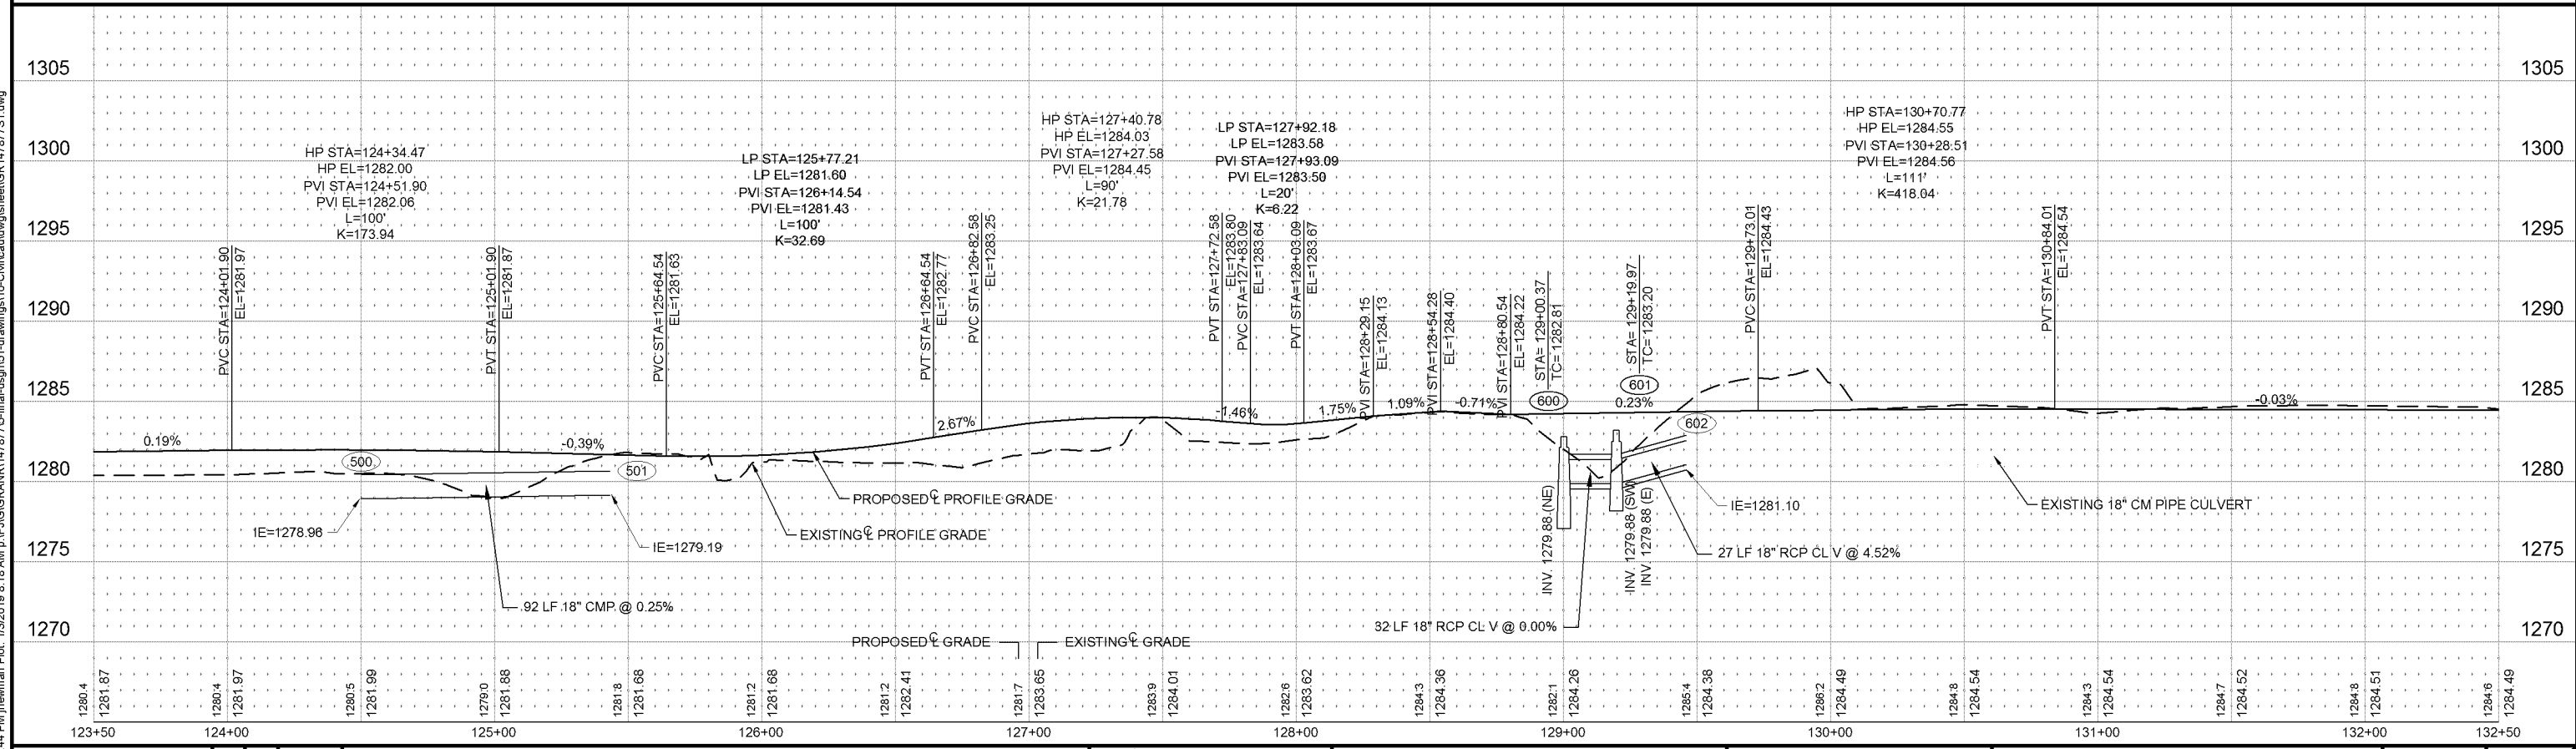 1305
1300
1295
1290
1285
1280
1275
1270
HP STA=124+34.47
HP EL=1282.00
PVI STA=124+51.90
PVI EL=1282.06
L=100'
K=173.94
LP STA=125+77.21
LP EL=1281.60
PVI STA=126+14.54
PVI EL=1281.43
L=100'
K=32.69
HP STA=127+40.78
HP EL=1284.03
PVI STA=127+27.58
PVI EL=1284.45
L=90'
K=21.78
LP STA=127+92.18
LP EL=1283.58
PVI STA=127+93.09
PVI EL=1283.50
L=20'
K=6.22
HP STA=130+70.77
HP EL=1284.55
PVI STA=130+28.51
PVI EL=1284.56
L=111'
K=418.04
1305
1300
1295
1290
1285
1280
1275
1270
PVC STA=124+01.90
EL=1281.97
PVT STA=125+01.90
EL=1281.87
PVC STA=125+64.54
EL=1281.63
PVT STA=126+64.54
EL=1282.77
PVC STA=126+82.58
EL=1283.25
PVT STA=127+72.58
EL=1283.80
PVC STA=127+83.09
EL=1283.64
PVT STA=128+03.09
EL=1283.67
PVI STA=128+29.15
EL=1284.13
PVI STA=128+54.28
EL=1284.40
PVI STA=128+80.54
EL=1284.22
STA= 129+00.37
TC= 1282.81
STA= 129+19.97
TC= 1283.20
PVC STA=129+73.01
EL=1284.43
PVT STA=130+84.01
EL=1284.54
0.19%
-0.39%
2.67%
-1.46%
1.75%
1.09%
-0.71%
0.23%
-0.03%
500
501
600
601
602
PROPOSED CL PROFILE GRADE
EXISTING CL PROFILE GRADE
IE=1278.96
IE=1279.19
92 LF 18" CMP @ 0.25%
INV. 1279.88 (NE)
INV. 1279.88 (SW)
INV. 1279.88 (E)
IE=1281.10
EXISTING 18" CM PIPE CULVERT
27 LF 18" RCP CL V @ 4.52%
32 LF 18" RCP CL V @ 0.00%
PROPOSED CL GRADE
EXISTING CL GRADE
1280.4
1281.87
1280.4
1281.97
1280.5
1281.99
1279.0
1281.88
1281.8
1281.68
1281.2
1281.68
1281.2
1282.41
1281.7
1283.65
1283.9
1284.01
1282.6
1283.62
1284.3
1284.36
1282.1
1284.26
1285.4
1284.38
1286.2
1284.49
1284.8
1284.54
1284.3
1284.54
1284.7
1284.52
1284.8
1284.51
1284.6
1284.49
123+50
124+00
125+00
126+00
127+00
128+00
129+00
130+00
131+00
132+00
132+50